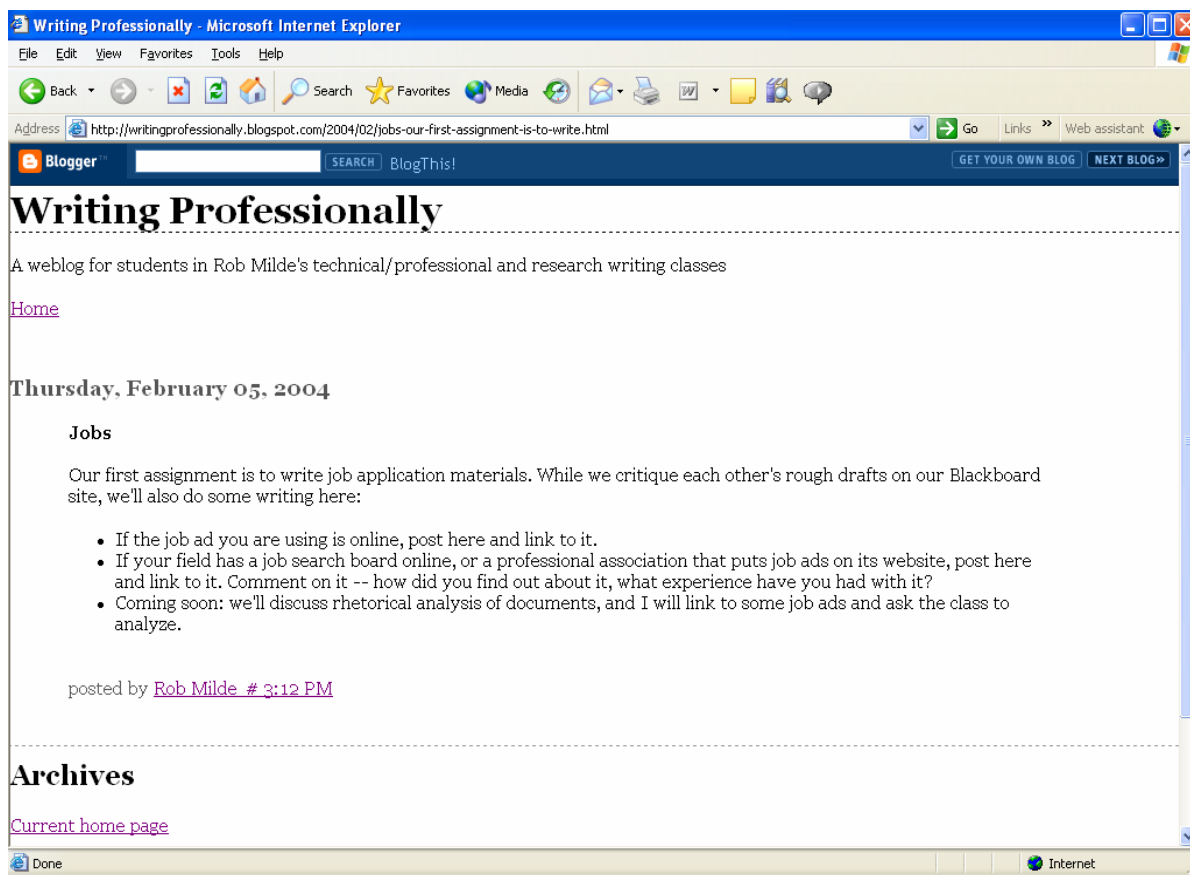 Writing Professionally - Microsoft Internet Explorer
File Edit View Favorites Tools Help
Back Search Favorites Media W
Address http://writingprofessionally.blogspot.com/2004/02/jobs-our-first-assignment-is-to-write.html Go Links » Web assistant
Blogger™ SEARCH BlogThis! GET YOUR OWN BLOG NEXT BLOG»
Writing Professionally
A weblog for students in Rob Milde's technical/professional and research writing classes
Home
Thursday, February 05, 2004
Jobs
Our first assignment is to write job application materials. While we critique each other's rough drafts on our Blackboard
site, we'll also do some writing here:
• If the job ad you are using is online, post here and link to it.
• If your field has a job search board online, or a professional association that puts job ads on its website, post here
and link to it. Comment on it -- how did you find out about it, what experience have you had with it?
• Coming soon: we'll discuss rhetorical analysis of documents, and I will link to some job ads and ask the class to
analyze.
posted by Rob Milde # 3:12 PM
Archives
Current home page
Done Internet